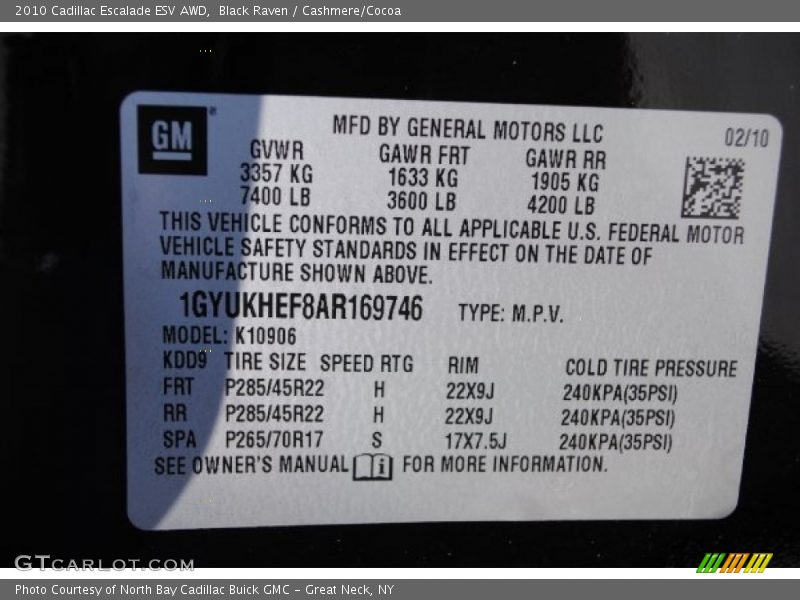 2010 Cadillac Escalade ESV AWD,  Black Raven / Cashmere/Cocoa
GM
MFD BY GENERAL MOTORS LLC
02/10
GVWR GAWR FRT GAWR RR
3357 KG 1633 KG 1905 KG
7400 LB 3600 LB 4200 LB
THIS VEHICLE CONFORMS TO ALL APPLICABLE U.S. FEDERAL MOTOR
VEHICLE SAFETY STANDARDS IN EFFECT ON THE DATE OF
MANUFACTURE SHOWN ABOVE.
1GYUKHEF8AR169746 TYPE: M.P.V.
MODEL: K10906
KDD9 TIRE SIZE SPEED RTG RIM COLD TIRE PRESSURE
FRT P285/45R22 H 22X9J 240KPA(35PSI)
RR P285/45R22 H 22X9J 240KPA(35PSI)
SPA P265/70R17 S 17X7.5J 240KPA(35PSI)
SEE OWNER'S MANUAL FOR MORE INFORMATION.
GTCARLOT.COM
Photo Courtesy of North Bay Cadillac Buick GMC - Great Neck, NY